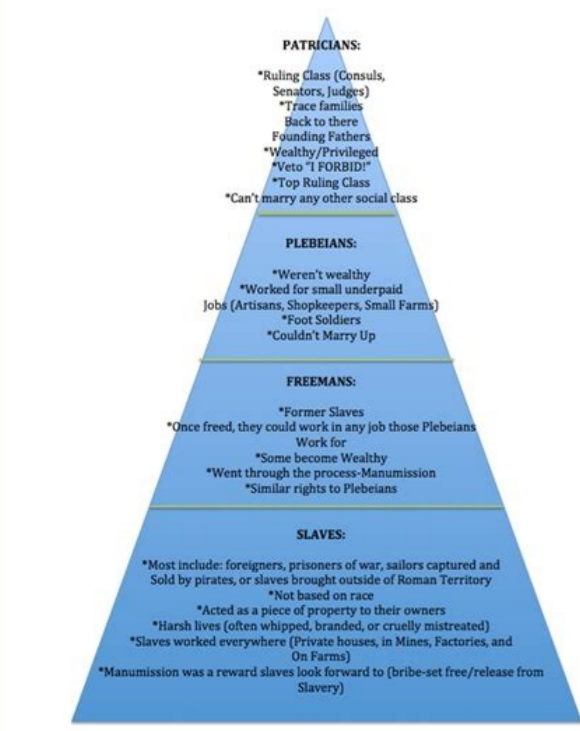 PATRICIANS:
*Ruling Class (Consuls,
Senators, Judges)
*Trace families
Back to there
Founding Fathers
*Wealthy/Privileged
*Veto "I FORBID!"
*Top Ruling Class
*Can't marry any other social class
PLEBEIANS:
*Weren't wealthy
*Worked for small underpaid
Jobs (Artisans, Shopkeepers, Small Farms)
*Foot Soldiers
*Couldn't Marry Up
FREEMANS:
*Former Slaves
*Once freed, they could work in any job those Plebeians
Work for
*Some become Wealthy
*Went through the process-Manumission
*Similar rights to Plebeians
SLAVES:
*Most include: foreigners, prisoners of war, sailors captured and
Sold by pirates, or slaves brought outside of Roman Territory
*Not based on race
*Acted as a piece of property to their owners
*Harsh lives (often whipped, branded, or cruelly mistreated)
*Slaves worked everywhere (Private houses, in Mines, Factories, and
On Farms)
*Manumission was a reward slaves look forward to (bribe-set free/release from
Slavery)